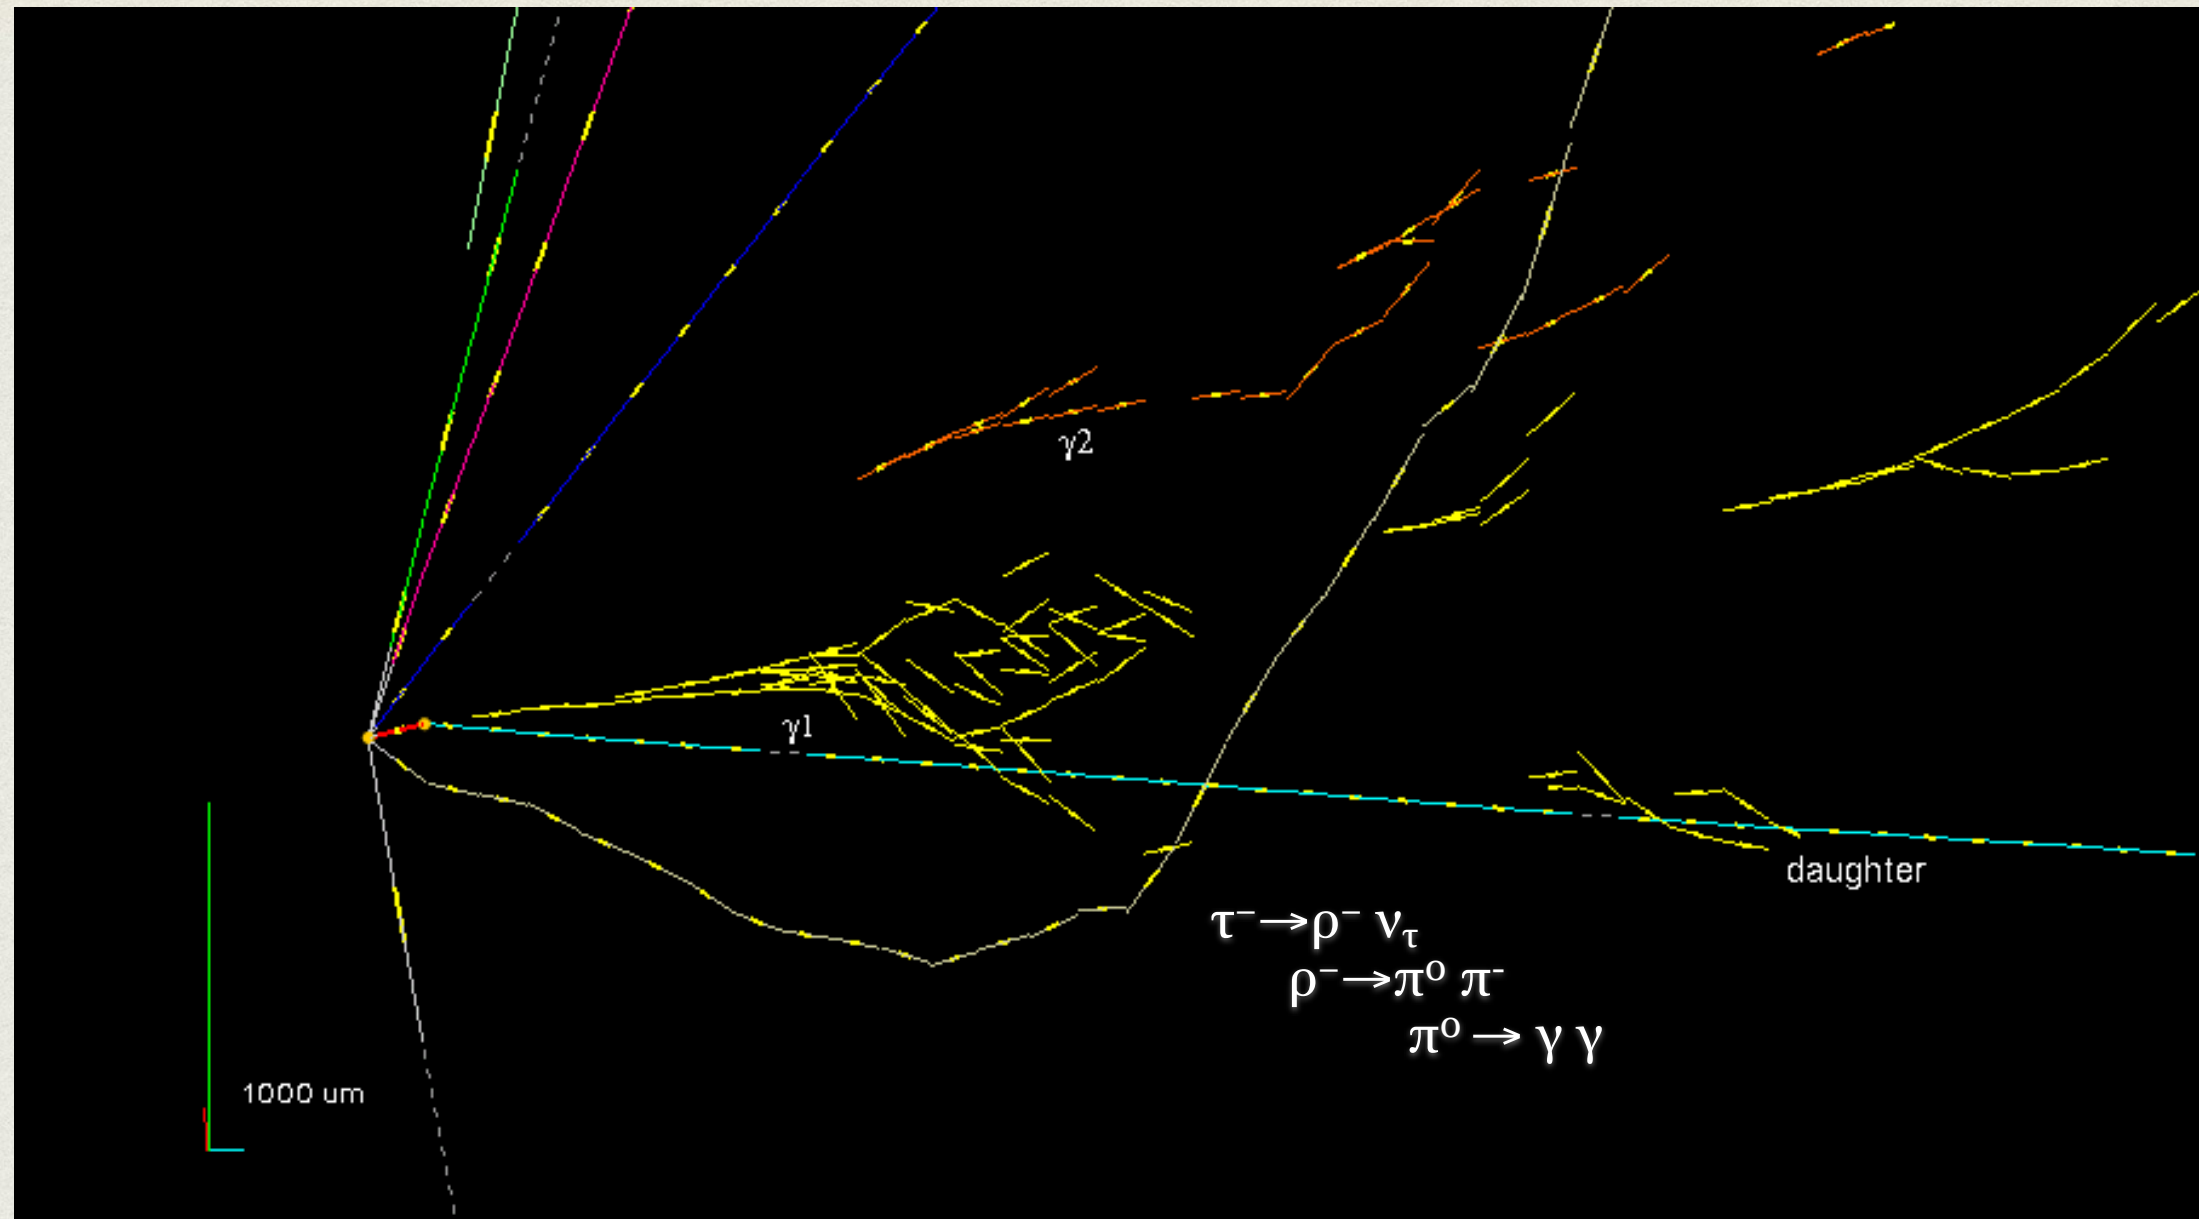 γ2
γ1
daughter
τ⁻→ρ⁻ ντ
ρ⁻→π⁰ π⁻
π⁰ → γ γ
1000 um